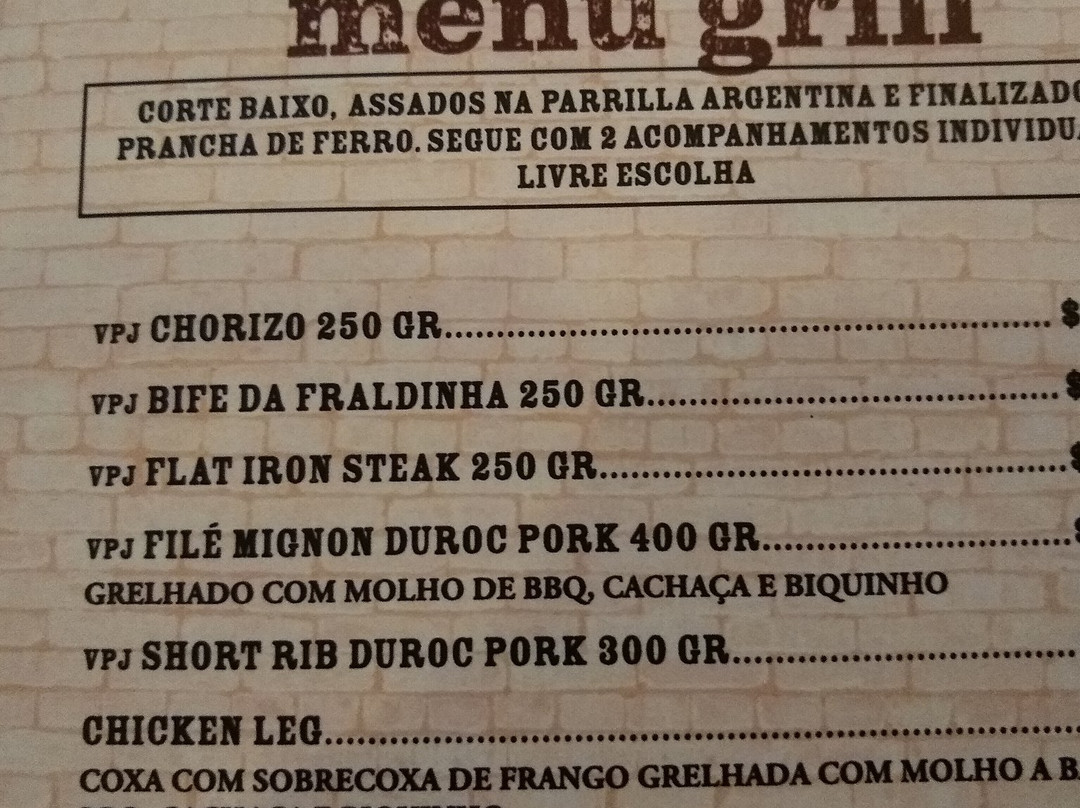 menu grill
CORTE BAIXO, ASSADOS NA PARRILLA ARGENTINA E
PRANCHA DE FERRO. SEGUE COM 2 ACOMPANHAMENTOS
LIVRE ESCOLHA
VPJ CHORIZO 250 GR.................................................... $
VPJ BIFE DA FRALDINHA 250 GR.................................... $
VPJ FLAT IRON STEAK 250 GR........................................ $
VPJ FILÉ MIGNON DUROC PORK 400 GR..........................
GRELHADO COM MOLHO DE BBQ, CACHAÇA E BIQUINHO
VPJ SHORT RIB DUROC PORK 300 GR..............................
CHICKEN LEG................................................................
COXA COM SOBRECOXA DE FRANGO GRELHADA COM MOLHO A